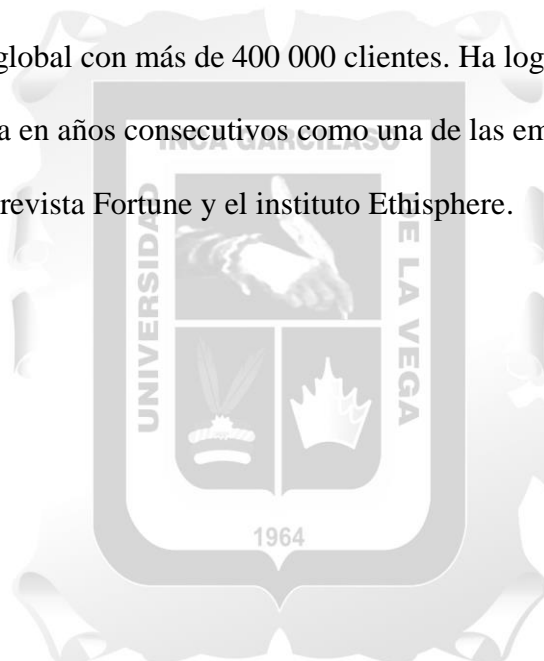 global con más de 400 000 clientes. Ha log
a en años consecutivos como una de las em
revista Fortune y el instituto Ethisphere.
INCA GARCILASO
UNIVERSIDAD
DE LA VEGA
1964